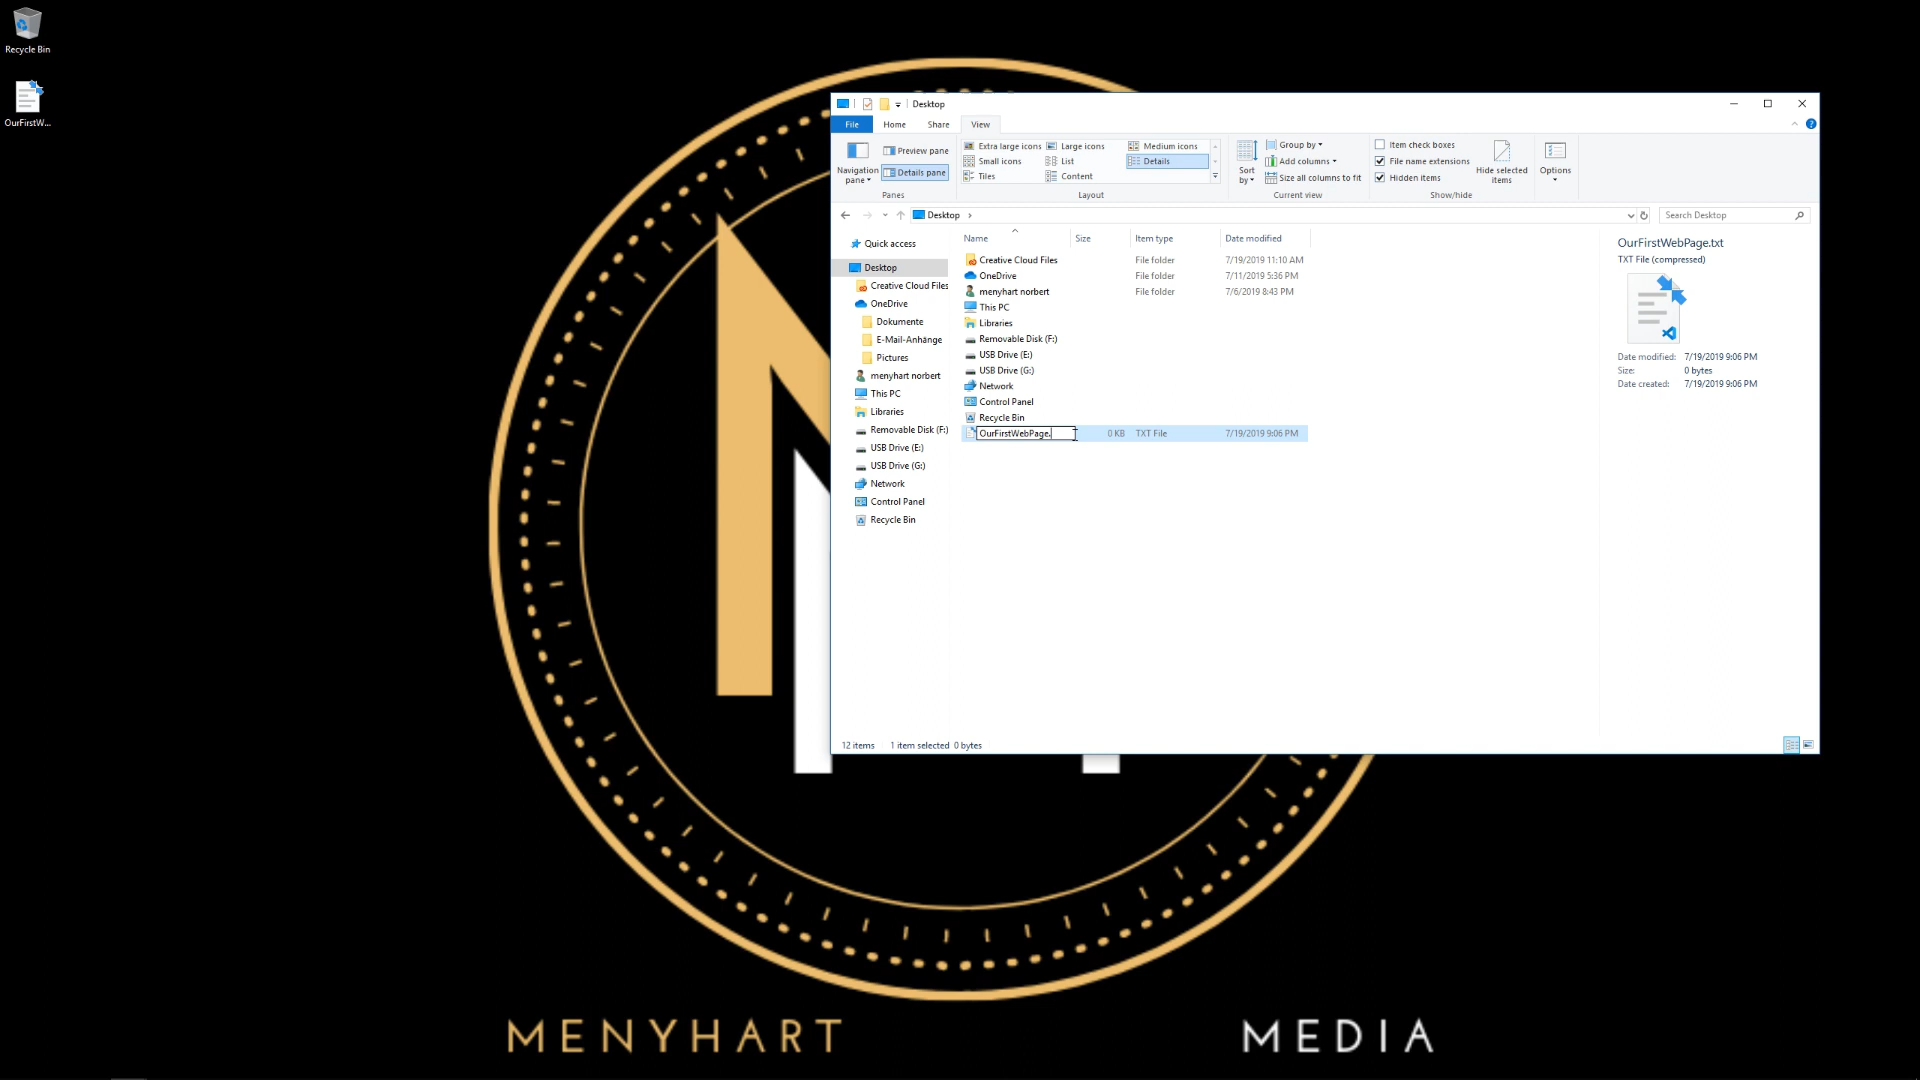 Recycle Bin
OurFirstW...
Desktop
File Home Share View
Navigation pane
Preview pane
Details pane
Panes
Extra large icons Large icons Medium icons
Small icons List Details
Tiles Content
Layout
Sort by
Group by
Add columns
Size all columns to fit
Current view
Item check boxes
File name extensions
Hidden items
Hide selected items
Show/hide
Options
Desktop
Search Desktop
Quick access
Desktop
Creative Cloud Files
OneDrive
Dokumente
E-Mail-Anhänge
Pictures
menyhart norbert
This PC
Libraries
Removable Disk (F:)
USB Drive (E:)
USB Drive (G:)
Network
Control Panel
Recycle Bin
Name Size Item type Date modified
Creative Cloud Files File folder 7/19/2019 11:10 AM
OneDrive File folder 7/11/2019 5:36 PM
menyhart norbert File folder 7/6/2019 8:43 PM
This PC
Libraries
Removable Disk (F:)
USB Drive (E:)
USB Drive (G:)
Network
Control Panel
Recycle Bin
OurFirstWebPage. 0 KB TXT File 7/19/2019 9:06 PM
OurFirstWebPage.txt
TXT File (compressed)
Date modified: 7/19/2019 9:06 PM
Size: 0 bytes
Date created: 7/19/2019 9:06 PM
12 items 1 item selected 0 bytes
MENYHART MEDIA